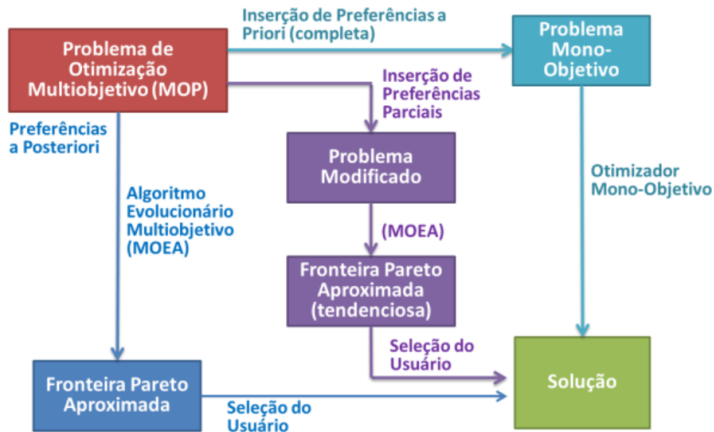 Problema de
Otimização
Multiobjetivo (MOP)
Inserção de Preferências a
Priori (completa)
Problema
Mono-
Objetivo
Inserção de
Preferências
Parciais
Preferências
a Posteriori
Problema
Modificado
Otimizador
Mono-Objetivo
Algoritmo
Evolucionário
Multiobjetivo
(MOEA)
(MOEA)
Fronteira Pareto
Aproximada
(tendenciosa)
Seleção do
Usuário
Solução
Fronteira Pareto
Aproximada
Seleção do
Usuário